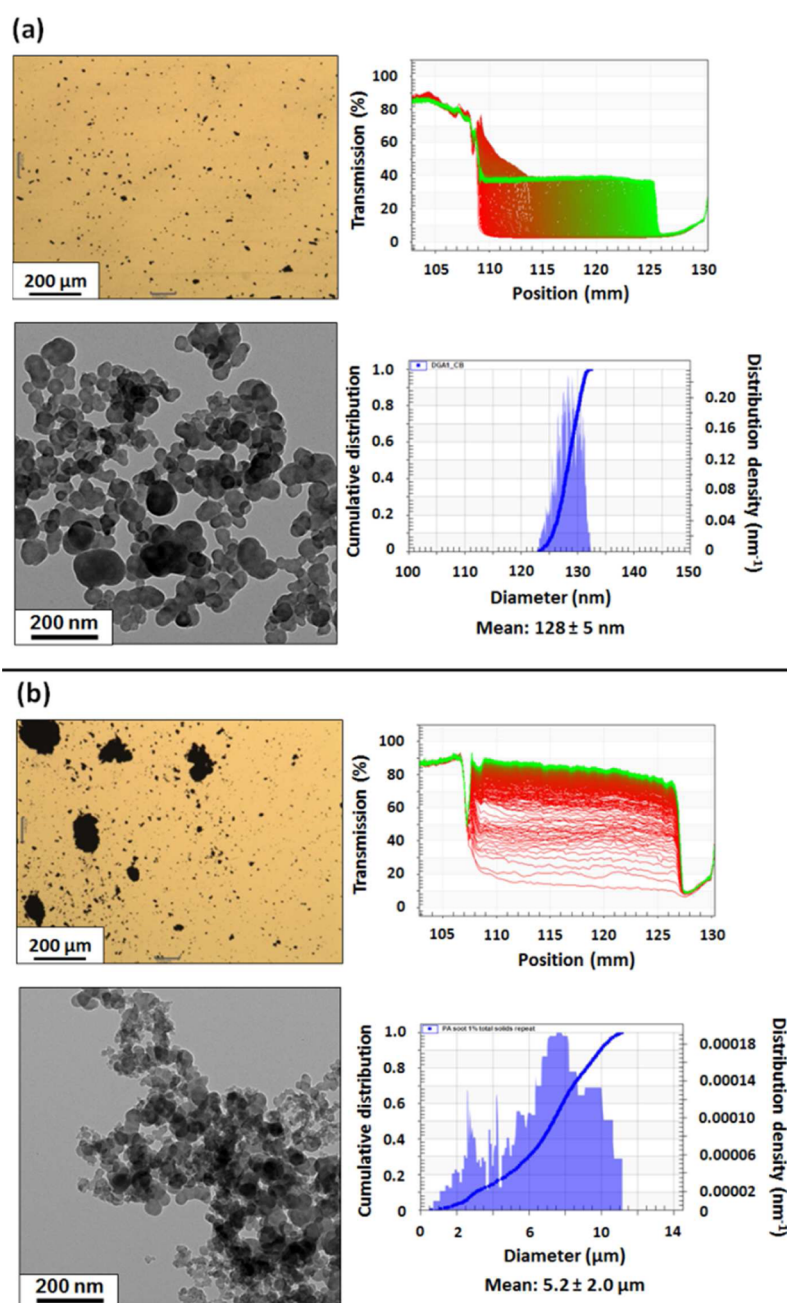 (a)
200 µm
Transmission (%)
100
80
60
40
20
0
105 110 115 120 125 130
Position (mm)
200 nm
DGA1_CB
Cumulative distribution
1.0
0.8
0.6
0.4
0.2
0
Distribution density (nm-1)
0.20
0.16
0.12
0.08
0.04
0
100 110 120 130 140 150
Diameter (nm)
Mean: 128 ± 5 nm
(b)
200 µm
Transmission (%)
100
80
60
40
20
0
105 110 115 120 125 130
Position (mm)
200 nm
PA soot 1% total solids repeat
Cumulative distribution
1.0
0.8
0.6
0.4
0.2
0
Distribution density (nm-1)
0.00018
0.00014
0.00010
0.00006
0.00002
0
0 2 6 8 10 14
Diameter (µm)
Mean: 5.2 ± 2.0 µm